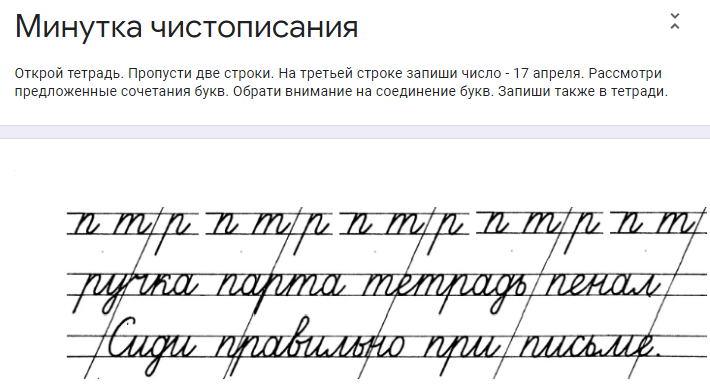 Минутка чистописания
Открой тетрадь. Пропусти две строки. На третьей строке запиши число - 17 апреля. Рассмотри
предложенные сочетания букв. Обрати внимание на соединение букв. Запиши также в тетради.
п т р п т р п т р п т р п т
ручка парта тетрадь пенал
Сиди правильно при письме.